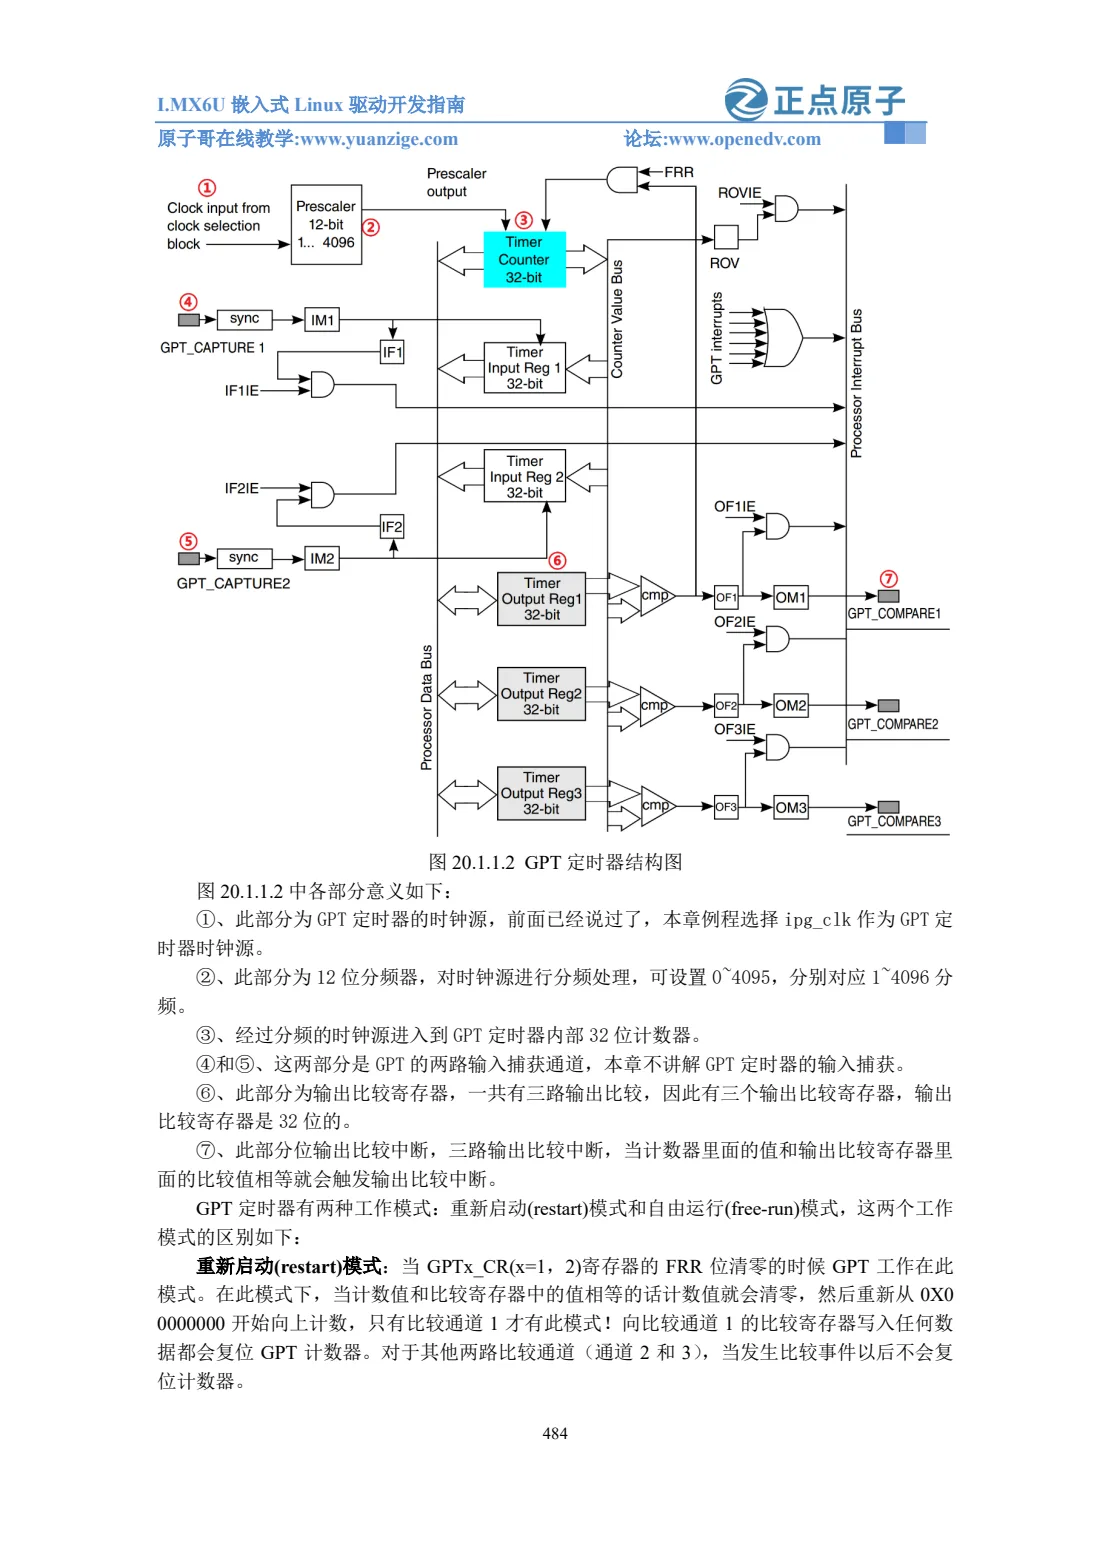 I.MX6U 嵌入式 Linux 驱动开发指南
正点原子
原子哥在线教学:www.yuanzige.com 论坛:www.openedv.com
①
Clock input from
clock selection
block
Prescaler
12-bit
1... 4096
②
Prescaler
output
③
Timer
Counter
32-bit
FRR
ROVIE
ROV
Counter Value Bus
GPT interrupts
Processor Interrupt Bus
④
sync
IM1
GPT_CAPTURE 1
IF1
IF1IE
Timer
Input Reg 1
32-bit
Timer
Input Reg 2
32-bit
IF2IE
IF2
⑤
sync
IM2
GPT_CAPTURE2
⑥
Timer
Output Reg1
32-bit
cmp
OF1IE
OF1
OM1
⑦
GPT_COMPARE1
Processor Data Bus
Timer
Output Reg2
32-bit
cmp
OF2IE
OF2
OM2
GPT_COMPARE2
Timer
Output Reg3
32-bit
cmp
OF3IE
OF3
OM3
GPT_COMPARE3
图 20.1.1.2 GPT 定时器结构图
图 20.1.1.2 中各部分意义如下：
①、此部分为 GPT 定时器的时钟源，前面已经说过了，本章例程选择 ipg_clk 作为 GPT 定
时器时钟源。
②、此部分为 12 位分频器，对时钟源进行分频处理，可设置 0~4095，分别对应 1~4096 分
频。
③、经过分频的时钟源进入到 GPT 定时器内部 32 位计数器。
④和⑤、这两部分是 GPT 的两路输入捕获通道，本章不讲解 GPT 定时器的输入捕获。
⑥、此部分为输出比较寄存器，一共有三路输出比较，因此有三个输出比较寄存器，输出
比较寄存器是 32 位的。
⑦、此部分位输出比较中断，三路输出比较中断，当计数器里面的值和输出比较寄存器里
面的比较值相等就会触发输出比较中断。
GPT 定时器有两种工作模式：重新启动(restart)模式和自由运行(free-run)模式，这两个工作
模式的区别如下：
重新启动(restart)模式：当 GPTx_CR(x=1，2)寄存器的 FRR 位清零的时候 GPT 工作在此
模式。在此模式下，当计数值和比较寄存器中的值相等的话计数值就会清零，然后重新从 0X0
0000000 开始向上计数，只有比较通道 1 才有此模式！向比较通道 1 的比较寄存器写入任何数
据都会复位 GPT 计数器。对于其他两路比较通道（通道 2 和 3），当发生比较事件以后不会复
位计数器。
484